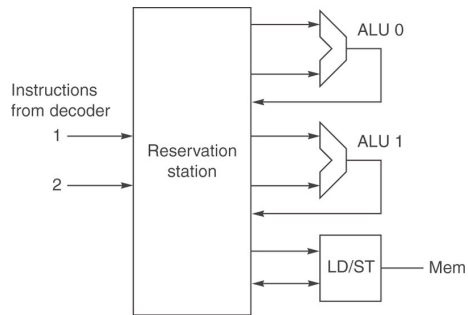 ALU 0
Instructions
from decoder
1
2
Reservation
station
ALU 1
LD/ST
Mem